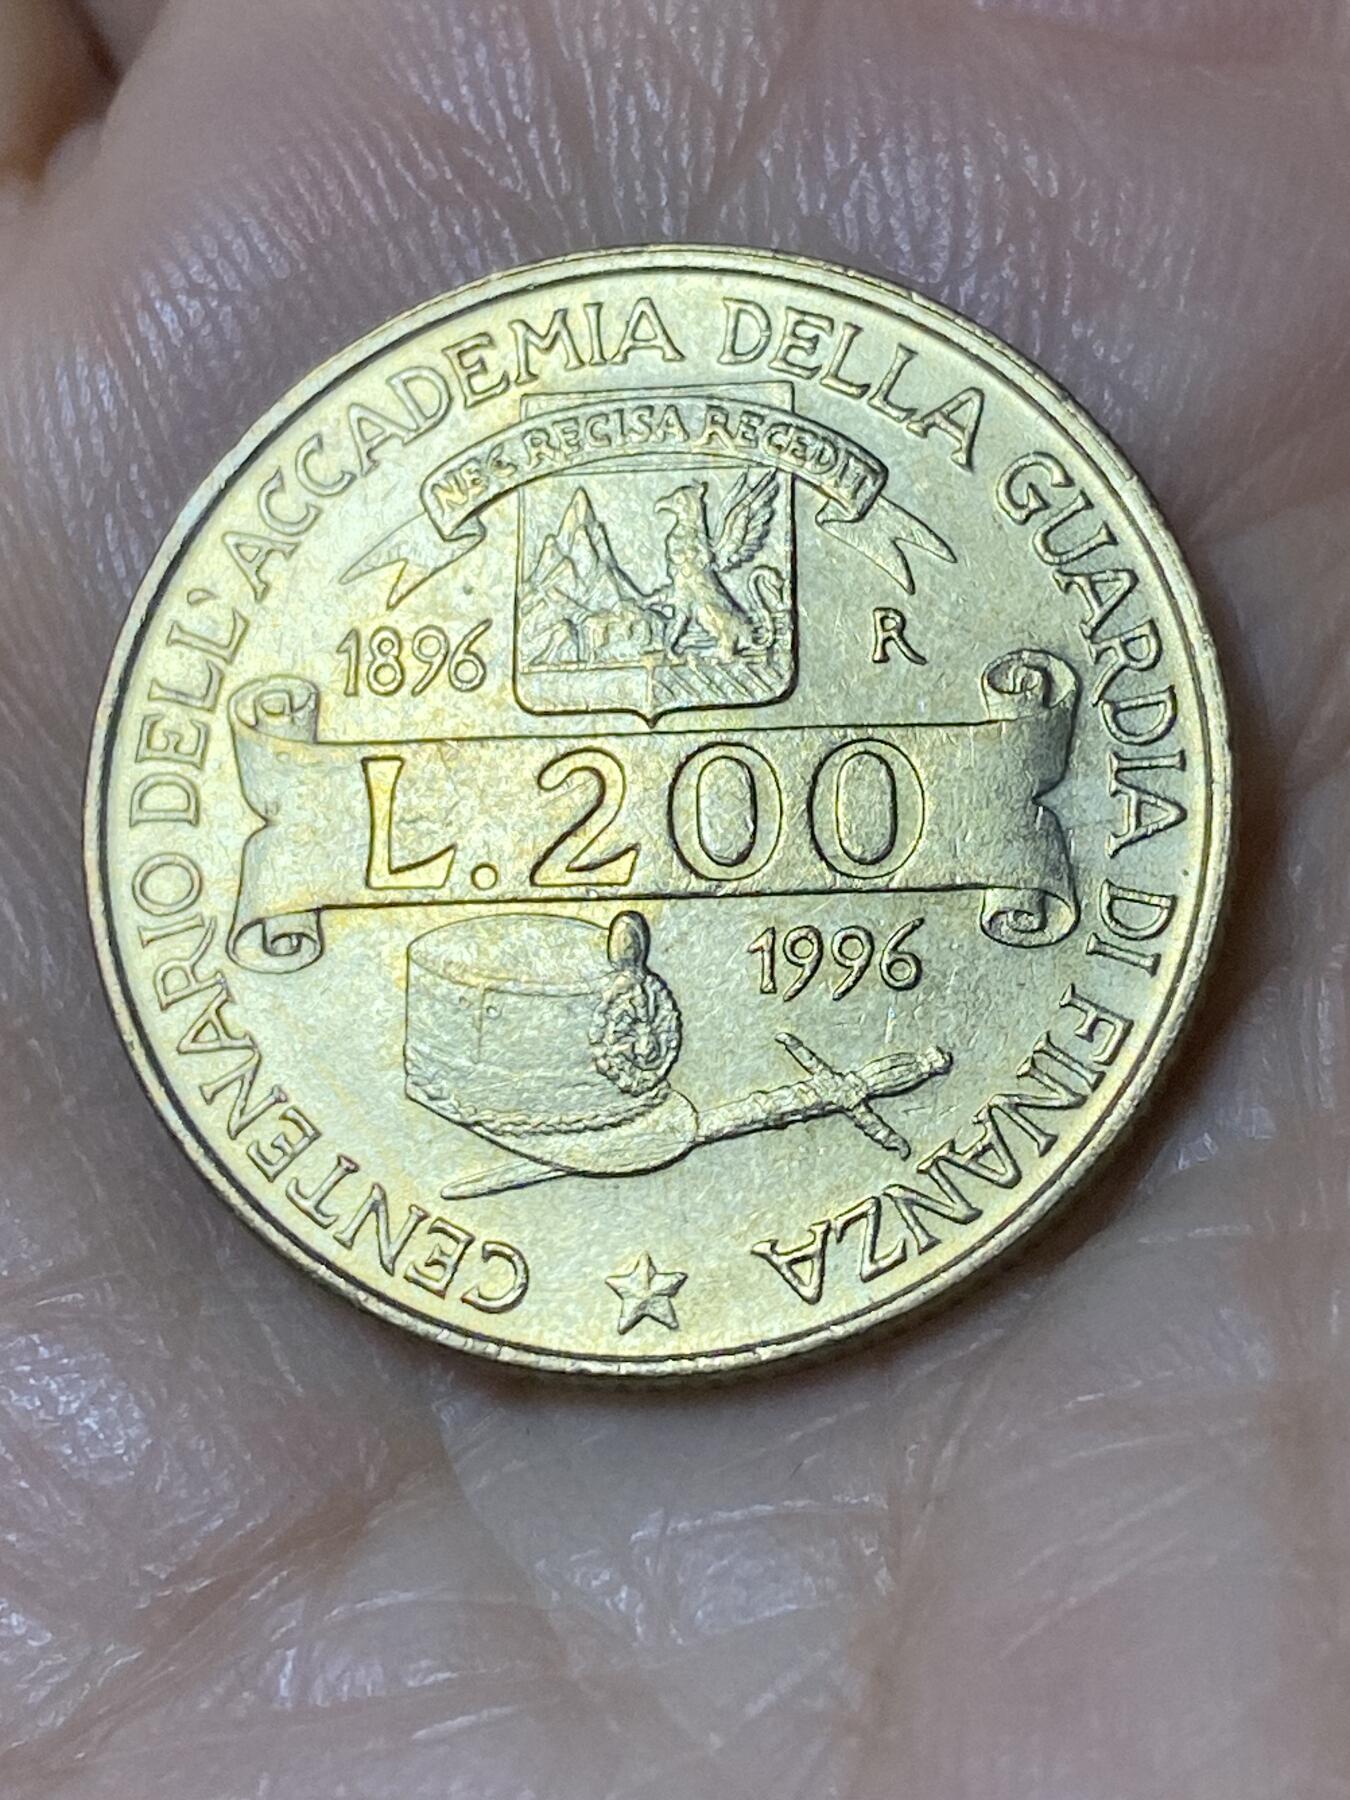 CENTENARIO DELL'ACCADEMIA DELLA GUARDIA DI FINANZA
NEC RECISA RECEDIT
1896
R
L.200
1996